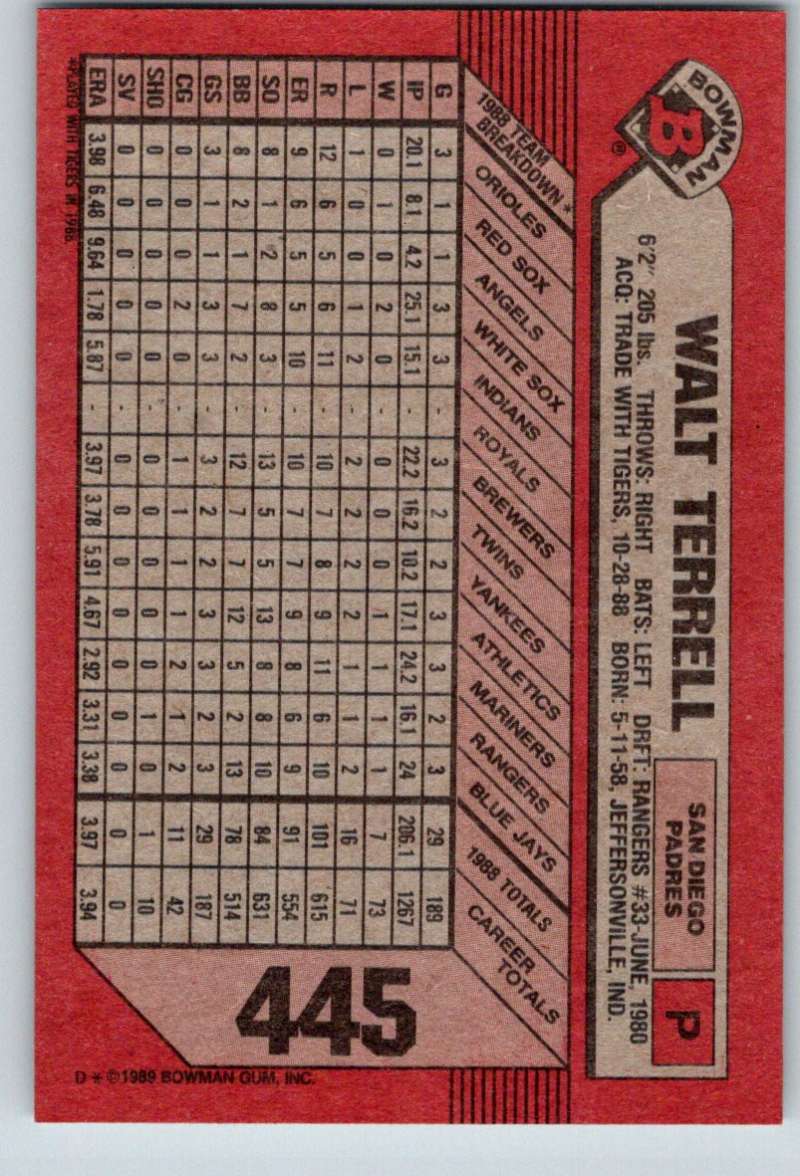 BOWMAN
B
®
WALT TERRELL
SAN DIEGO
PADRES
P
6'2" 205 lbs. THROWS: RIGHT BATS: LEFT DRFT: RANGERS #33-JUNE, 1980
ACQ: TRADE WITH TIGERS, 10-28-88 BORN: 5-11-58, JEFFERSONVILLE, IND.
1988 TEAM
BREAKDOWN*
ORIOLES
RED SOX
ANGELS
WHITE SOX
INDIANS
ROYALS
BREWERS
TWINS
YANKEES
ATHLETICS
MARINERS
RANGERS
BLUE JAYS
1988 TOTALS
CAREER
TOTALS
G 3 1 1 3 3 - 3 2 2 3 3 2 3 29 189
IP 20.1 8.1 4.2 25.1 15.1 - 22.2 16.2 10.2 17.1 24.2 16.1 24 206.1 1267
W 0 1 0 2 0 - 0 0 0 1 1 1 1 7 73
L 1 0 0 1 2 - 2 2 2 2 1 1 2 16 71
R 12 6 5 6 11 - 10 7 8 9 11 6 10 101 615
ER 9 6 5 5 10 - 10 7 7 9 8 6 9 91 554
SO 8 1 2 8 3 - 13 5 5 13 8 8 10 84 631
BB 8 2 1 7 2 - 12 7 7 12 5 2 13 78 514
GS 3 1 1 3 3 - 3 2 2 3 3 2 3 29 187
CG 0 0 0 2 0 - 1 1 1 1 2 1 2 11 42
SHO 0 0 0 0 0 - 0 0 0 0 0 1 0 1 10
SV 0 0 0 0 0 - 0 0 0 0 0 0 0 0 0
ERA 3.98 6.48 9.64 1.78 5.87 - 3.97 3.78 5.91 4.67 2.92 3.31 3.38 3.97 3.94
*PLAYED WITH TIGERS IN 1988.
445
D * ©1989 BOWMAN GUM, INC.